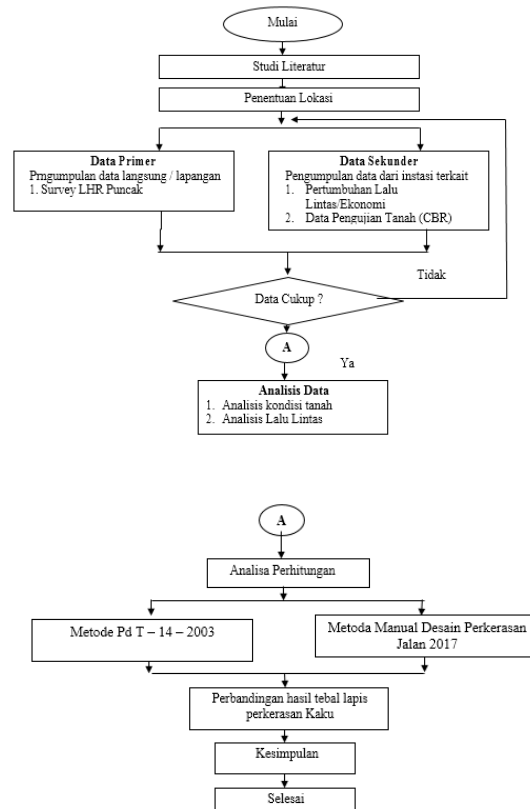 Mulai
Studi Literatur
Penentuan Lokasi
Data Primer
Prngumpulan data langsung / lapangan
1. Survey LHR Puncak
Data Sekunder
Pengumpulan data dari instasi terkait
1. Pertumbuhan Lalu
Lintas/Ekonomi
2. Data Pengujian Tanah (CBR)
Tidak
Data Cukup ?
A
Ya
Analisis Data
1. Analisis kondisi tanah
2. Analisis Lalu Lintas
A
Analisa Perhitungan
Metode Pd T – 14 – 2003
Metoda Manual Desain Perkerasan
Jalan 2017
Perbandingan hasil tebal lapis
perkerasan Kaku
Kesimpulan
Selesai